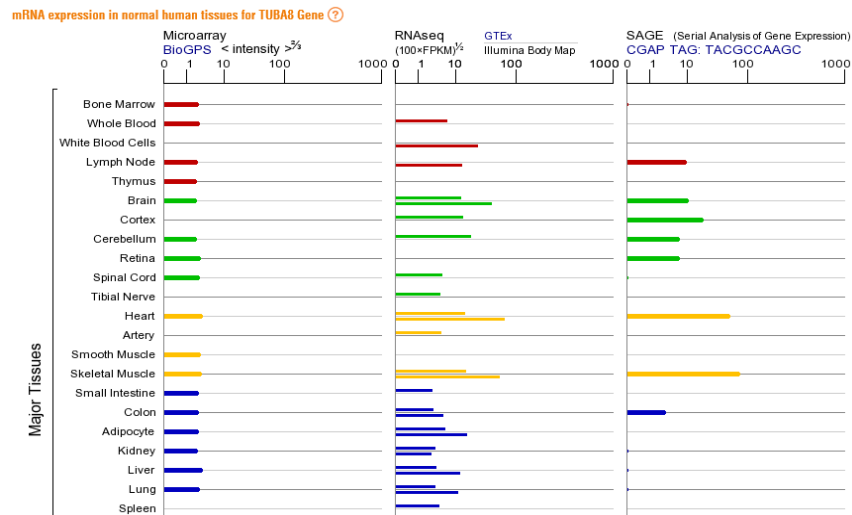 mRNA expression in normal human tissues for TUBA8 Gene ?
Microarray
BioGPS < intensity >⅔
0 1 10 100 1000
RNAseq GTEx
(100×FPKM)½ Illumina Body Map
0 1 10 100 1000
SAGE (Serial Analysis of Gene Expression)
CGAP TAG: TACGCCAAGC
0 1 10 100 1000
Major Tissues
Bone Marrow
Whole Blood
White Blood Cells
Lymph Node
Thymus
Brain
Cortex
Cerebellum
Retina
Spinal Cord
Tibial Nerve
Heart
Artery
Smooth Muscle
Skeletal Muscle
Small Intestine
Colon
Adipocyte
Kidney
Liver
Lung
Spleen